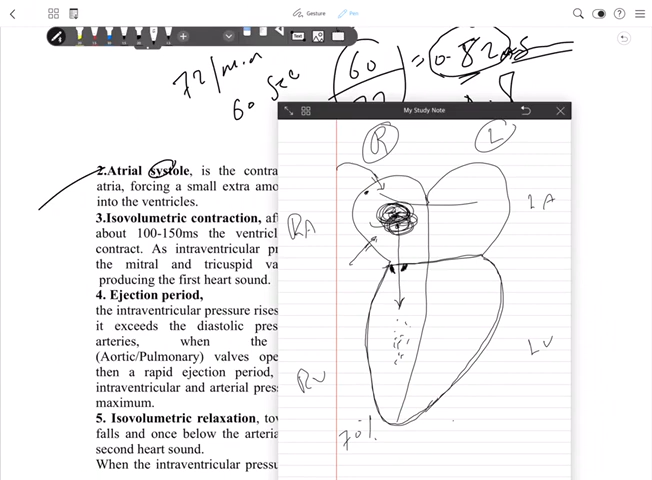 Gesture
Pen
Text
72/min
60 sec
60
72
= 0.82
My Study Note
R
L
2.Atrial systole, is the contra
atria, forcing a small extra amo
into the ventricles.
3.Isovolumetric contraction, af
about 100-150ms the ventricl
contract. As intraventricular pr
the mitral and tricuspid va
producing the first heart sound.
4. Ejection period,
the intraventricular pressure rises
it exceeds the diastolic pres
arteries, when the
(Aortic/Pulmonary) valves ope
then a rapid ejection period,
intraventricular and arterial press
maximum.
5. Isovolumetric relaxation, tov
falls and once below the arteria
second heart sound.
When the intraventricular pressu
RA
LA
RV
LV
70%